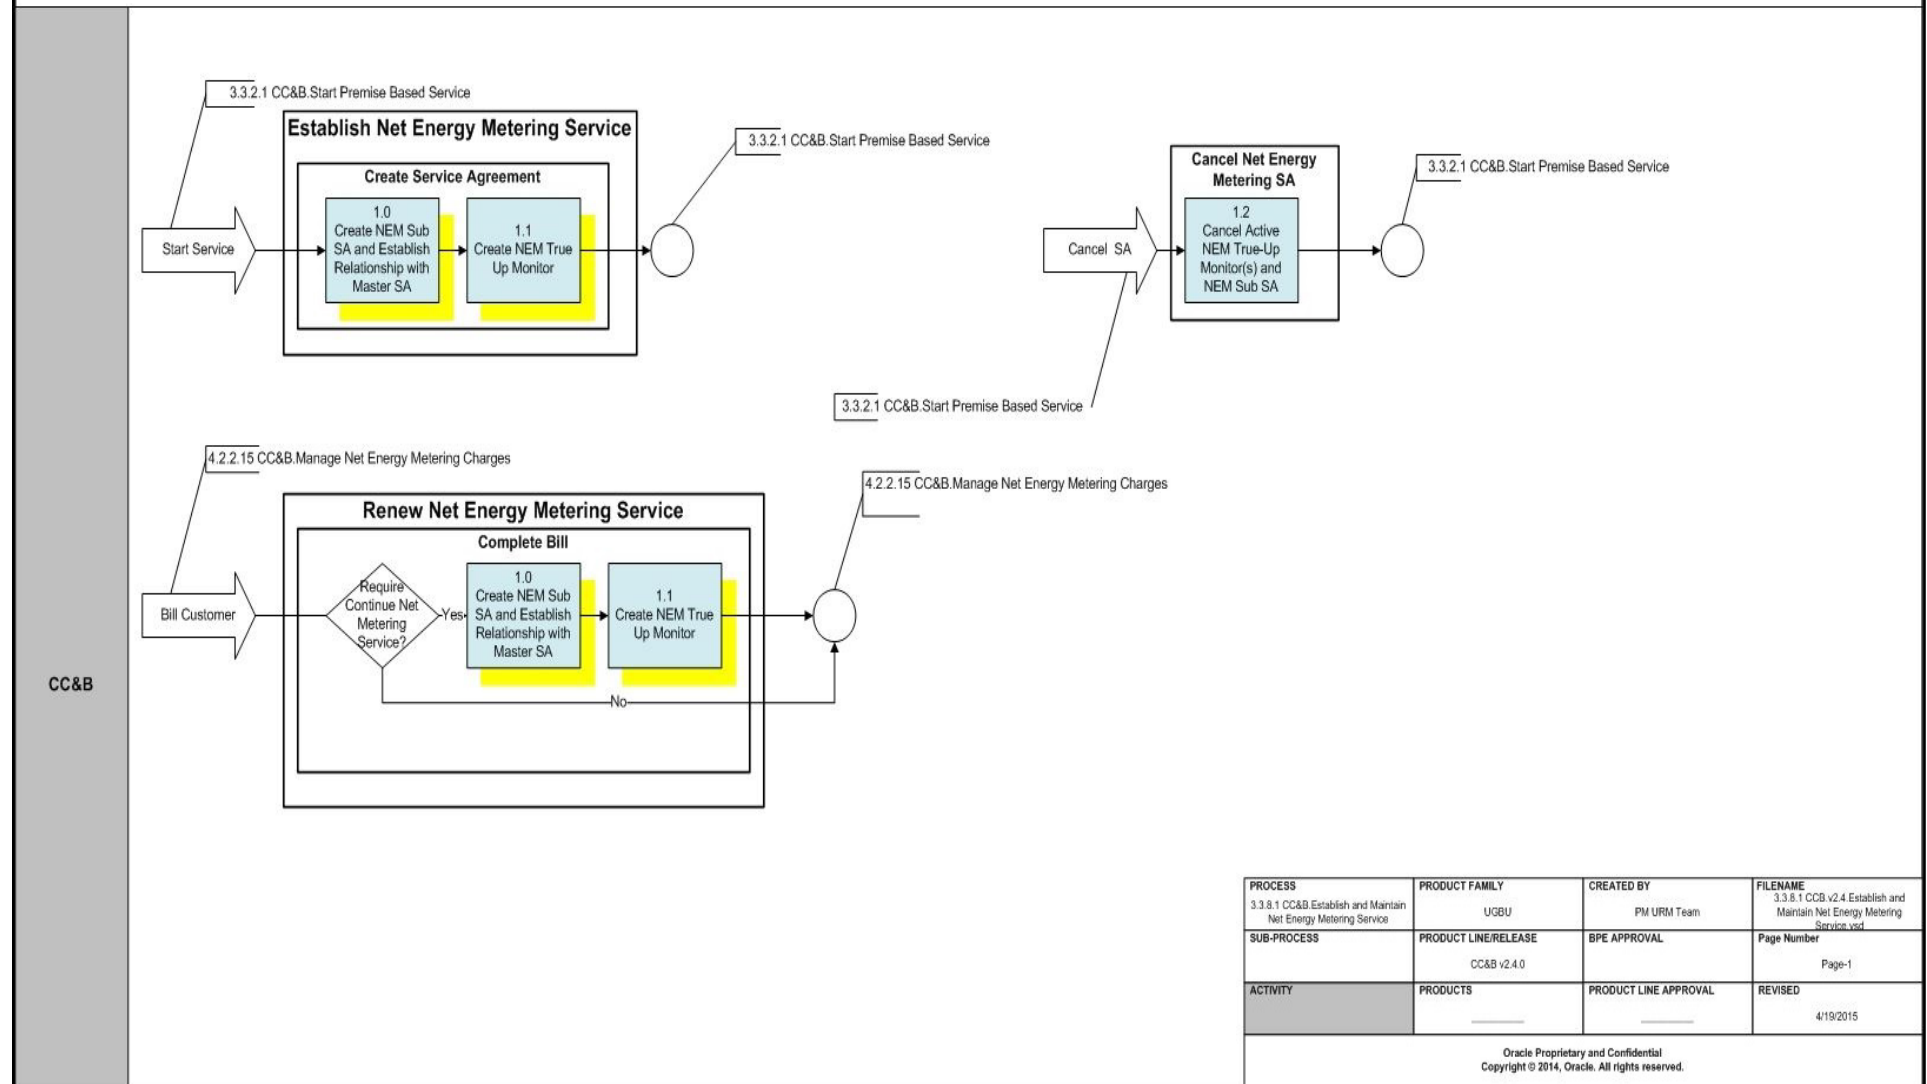 3.3.2.1 CC&B.Start Premise Based Service
Establish Net Energy Metering Service
Create Service Agreement
Start Service
1.0
Create NEM Sub
SA and Establish
Relationship with
Master SA
1.1
Create NEM True
Up Monitor
3.3.2.1 CC&B.Start Premise Based Service
Cancel Net Energy
Metering SA
Cancel SA
1.2
Cancel Active
NEM True-Up
Monitor(s) and
NEM Sub SA
3.3.2.1 CC&B.Start Premise Based Service
3.3.2.1 CC&B.Start Premise Based Service
4.2.2.15 CC&B.Manage Net Energy Metering Charges
Renew Net Energy Metering Service
Complete Bill
Bill Customer
Require
Continue Net
Metering
Service?
Yes
1.0
Create NEM Sub
SA and Establish
Relationship with
Master SA
1.1
Create NEM True
Up Monitor
No
4.2.2.15 CC&B.Manage Net Energy Metering Charges
CC&B
PROCESS
3.3.8.1 CC&B.Establish and Maintain
Net Energy Metering Service
PRODUCT FAMILY
UGBU
CREATED BY
PM URM Team
FILENAME
3.3.8.1 CCB.v2.4.Establish and
Maintain Net Energy Metering
Service.vsd
SUB-PROCESS
PRODUCT LINE/RELEASE
CC&B v2.4.0
BPE APPROVAL
Page Number
Page-1
ACTIVITY
PRODUCTS
PRODUCT LINE APPROVAL
REVISED
4/19/2015
Oracle Proprietary and Confidential
Copyright © 2014, Oracle. All rights reserved.